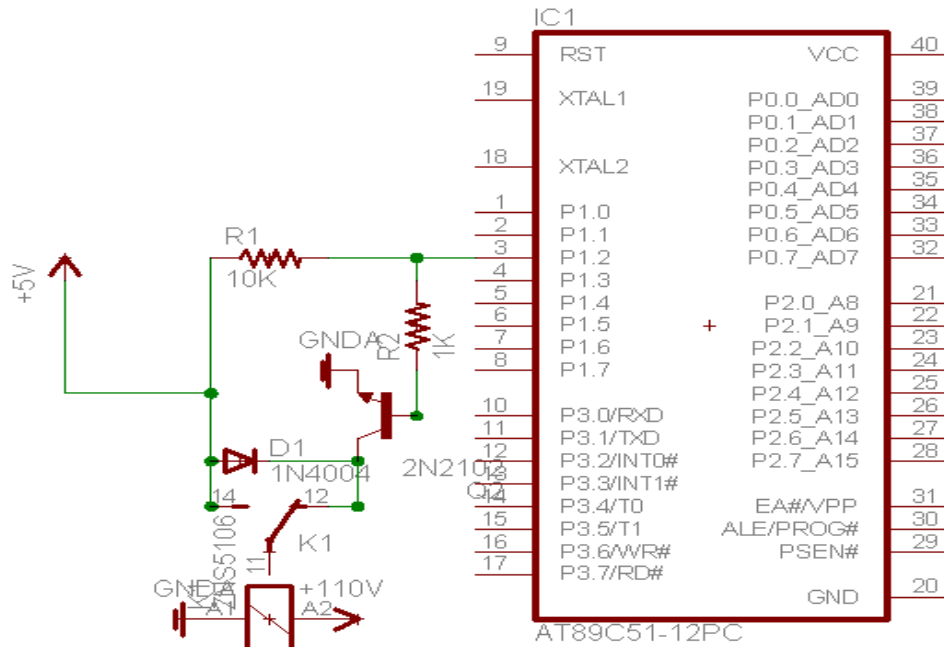 IC1
9 RST VCC 40
19 XTAL1 P0.0_AD0 39
P0.1_AD1 38
P0.2_AD2 37
18 XTAL2 P0.3_AD3 36
P0.4_AD4 35
1 P1.0 P0.5_AD5 34
2 P1.1 P0.6_AD6 33
3 P1.2 P0.7_AD7 32
4 P1.3
5 P1.4 P2.0_A8 21
6 P1.5 P2.1_A9 22
7 P1.6 P2.2_A10 23
8 P1.7 P2.3_A11 24
P2.4_A12 25
10 P3.0/RXD P2.5_A13 26
11 P3.1/TXD P2.6_A14 27
12 P3.2/INT0# P2.7_A15 28
13 P3.3/INT1#
14 P3.4/T0 EA#/VPP 31
15 P3.5/T1 ALE/PROG# 30
16 P3.6/WR# PSEN# 29
17 P3.7/RD#
GND 20
AT89C51-12PC
R1
10K
+5V
GNDA
R2
1K
D1
1N4004
2N2102
14
12
11
K1
GNDA
+110V
A1
A2